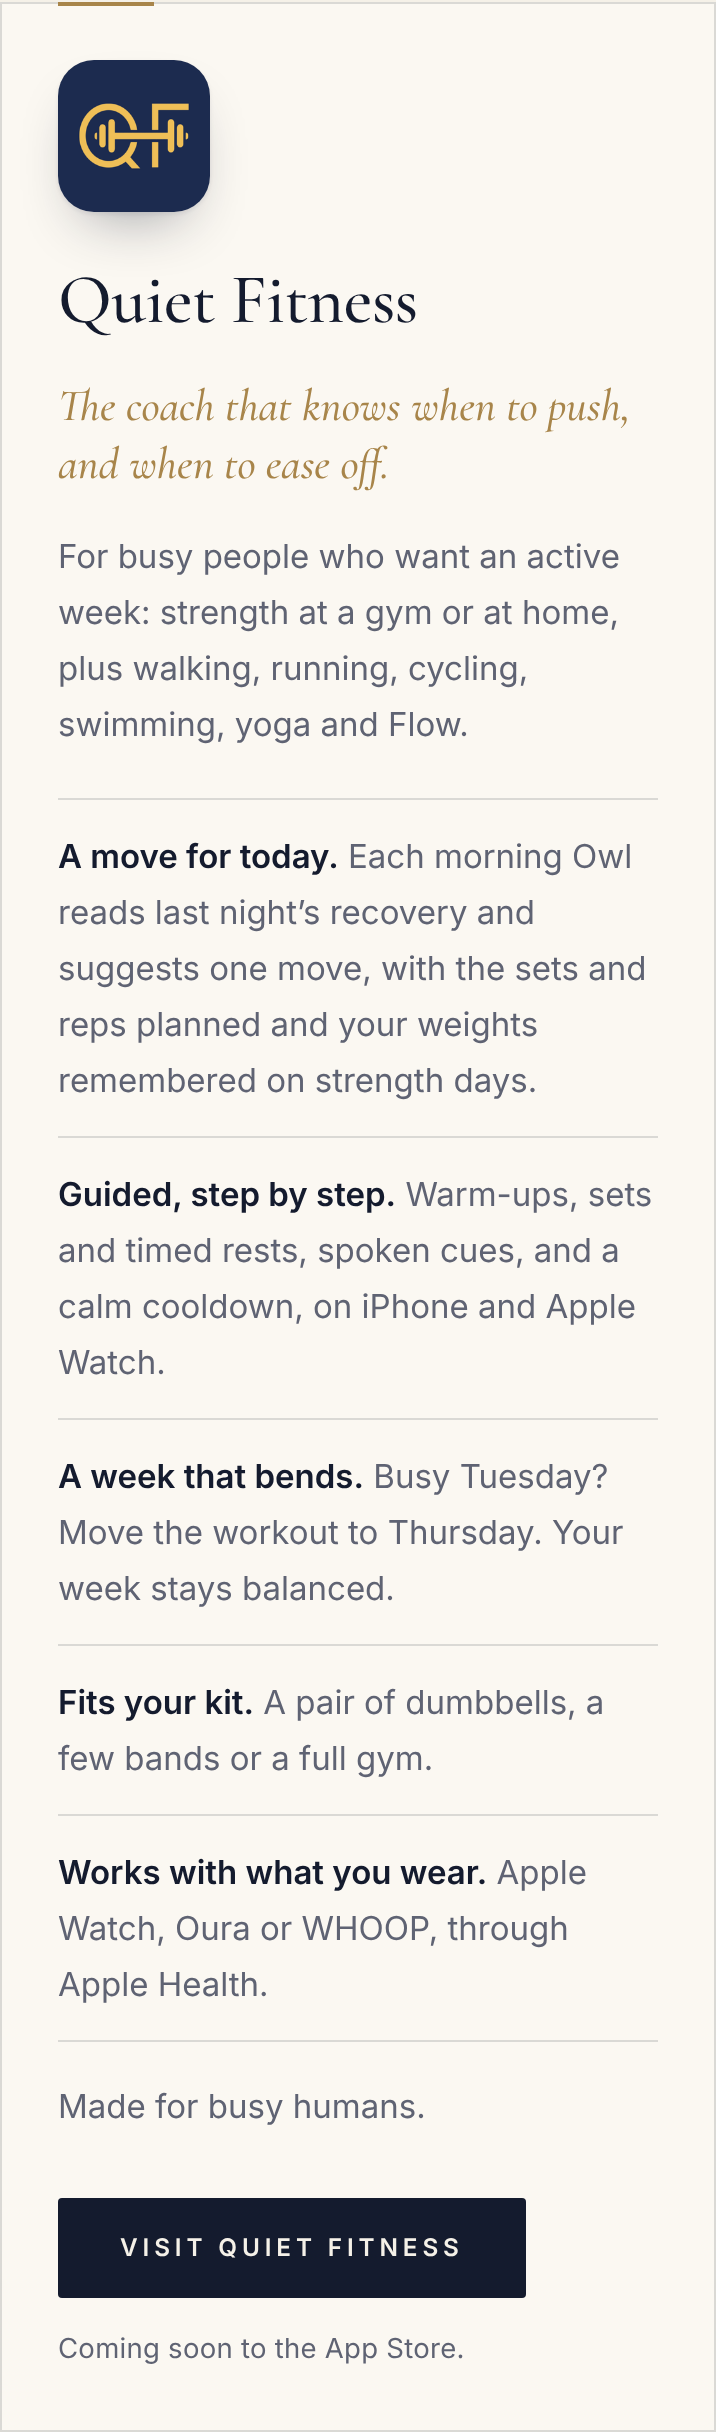 QF
Quiet Fitness
The coach that knows when to push,
and when to ease off.
For busy people who want an active
week: strength at a gym or at home,
plus walking, running, cycling,
swimming, yoga and Flow.
A move for today. Each morning Owl
reads last night’s recovery and
suggests one move, with the sets and
reps planned and your weights
remembered on strength days.
Guided, step by step. Warm-ups, sets
and timed rests, spoken cues, and a
calm cooldown, on iPhone and Apple
Watch.
A week that bends. Busy Tuesday?
Move the workout to Thursday. Your
week stays balanced.
Fits your kit. A pair of dumbbells, a
few bands or a full gym.
Works with what you wear. Apple
Watch, Oura or WHOOP, through
Apple Health.
Made for busy humans.
VISIT QUIET FITNESS
Coming soon to the App Store.